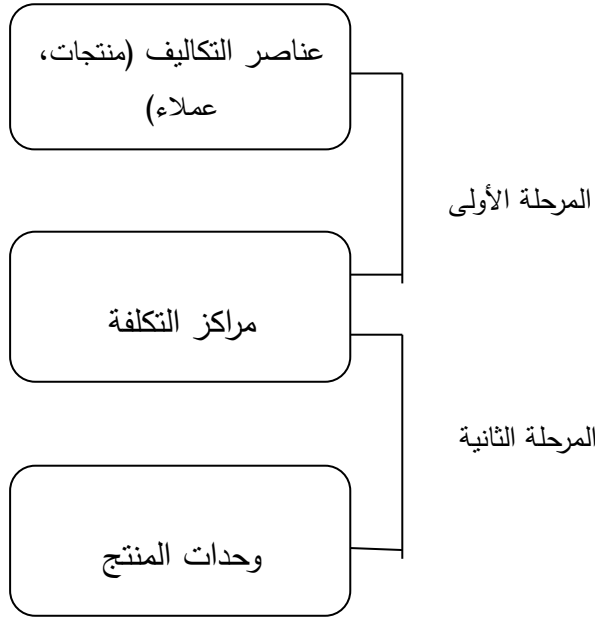 عناصر التكاليف (منتجات،
عملاء)
المرحلة الأولى
مراكز التكلفة
المرحلة الثانية
وحدات المنتج